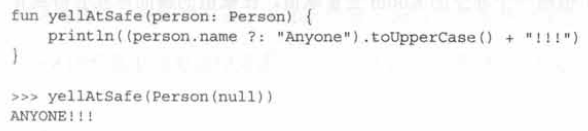 fun yellAtSafe(person: Person) {
    println((person.name ?: "Anyone").toUpperCase() + "!!!")
}
>>> yellAtSafe(Person(null))
ANYONE!!!